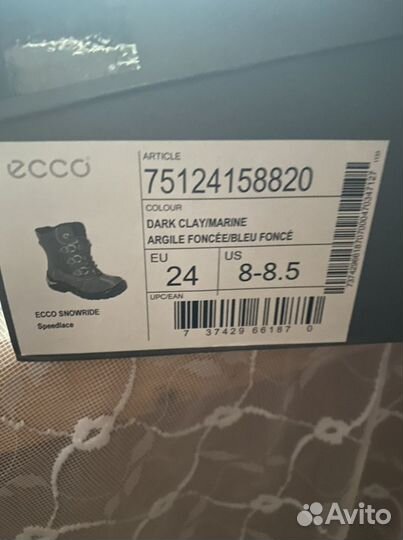 ecco
ARTICLE
75124158820
COLOUR
DARK CLAY/MARINE
ARGILE FONCÉE/BLEU FONCÉ
EU
24
US
8-8.5
UPC/EAN
7 37429 66187 0
ECCO SNOWRIDE
Speedlace
Avito